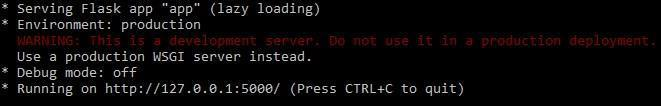 * Serving Flask app "app" (lazy loading)
* Environment: production
WARNING: This is a development server. Do not use it in a production deployment.
Use a production WSGI server instead.
* Debug mode: off
* Running on http://127.0.0.1:5000/ (Press CTRL+C to quit)